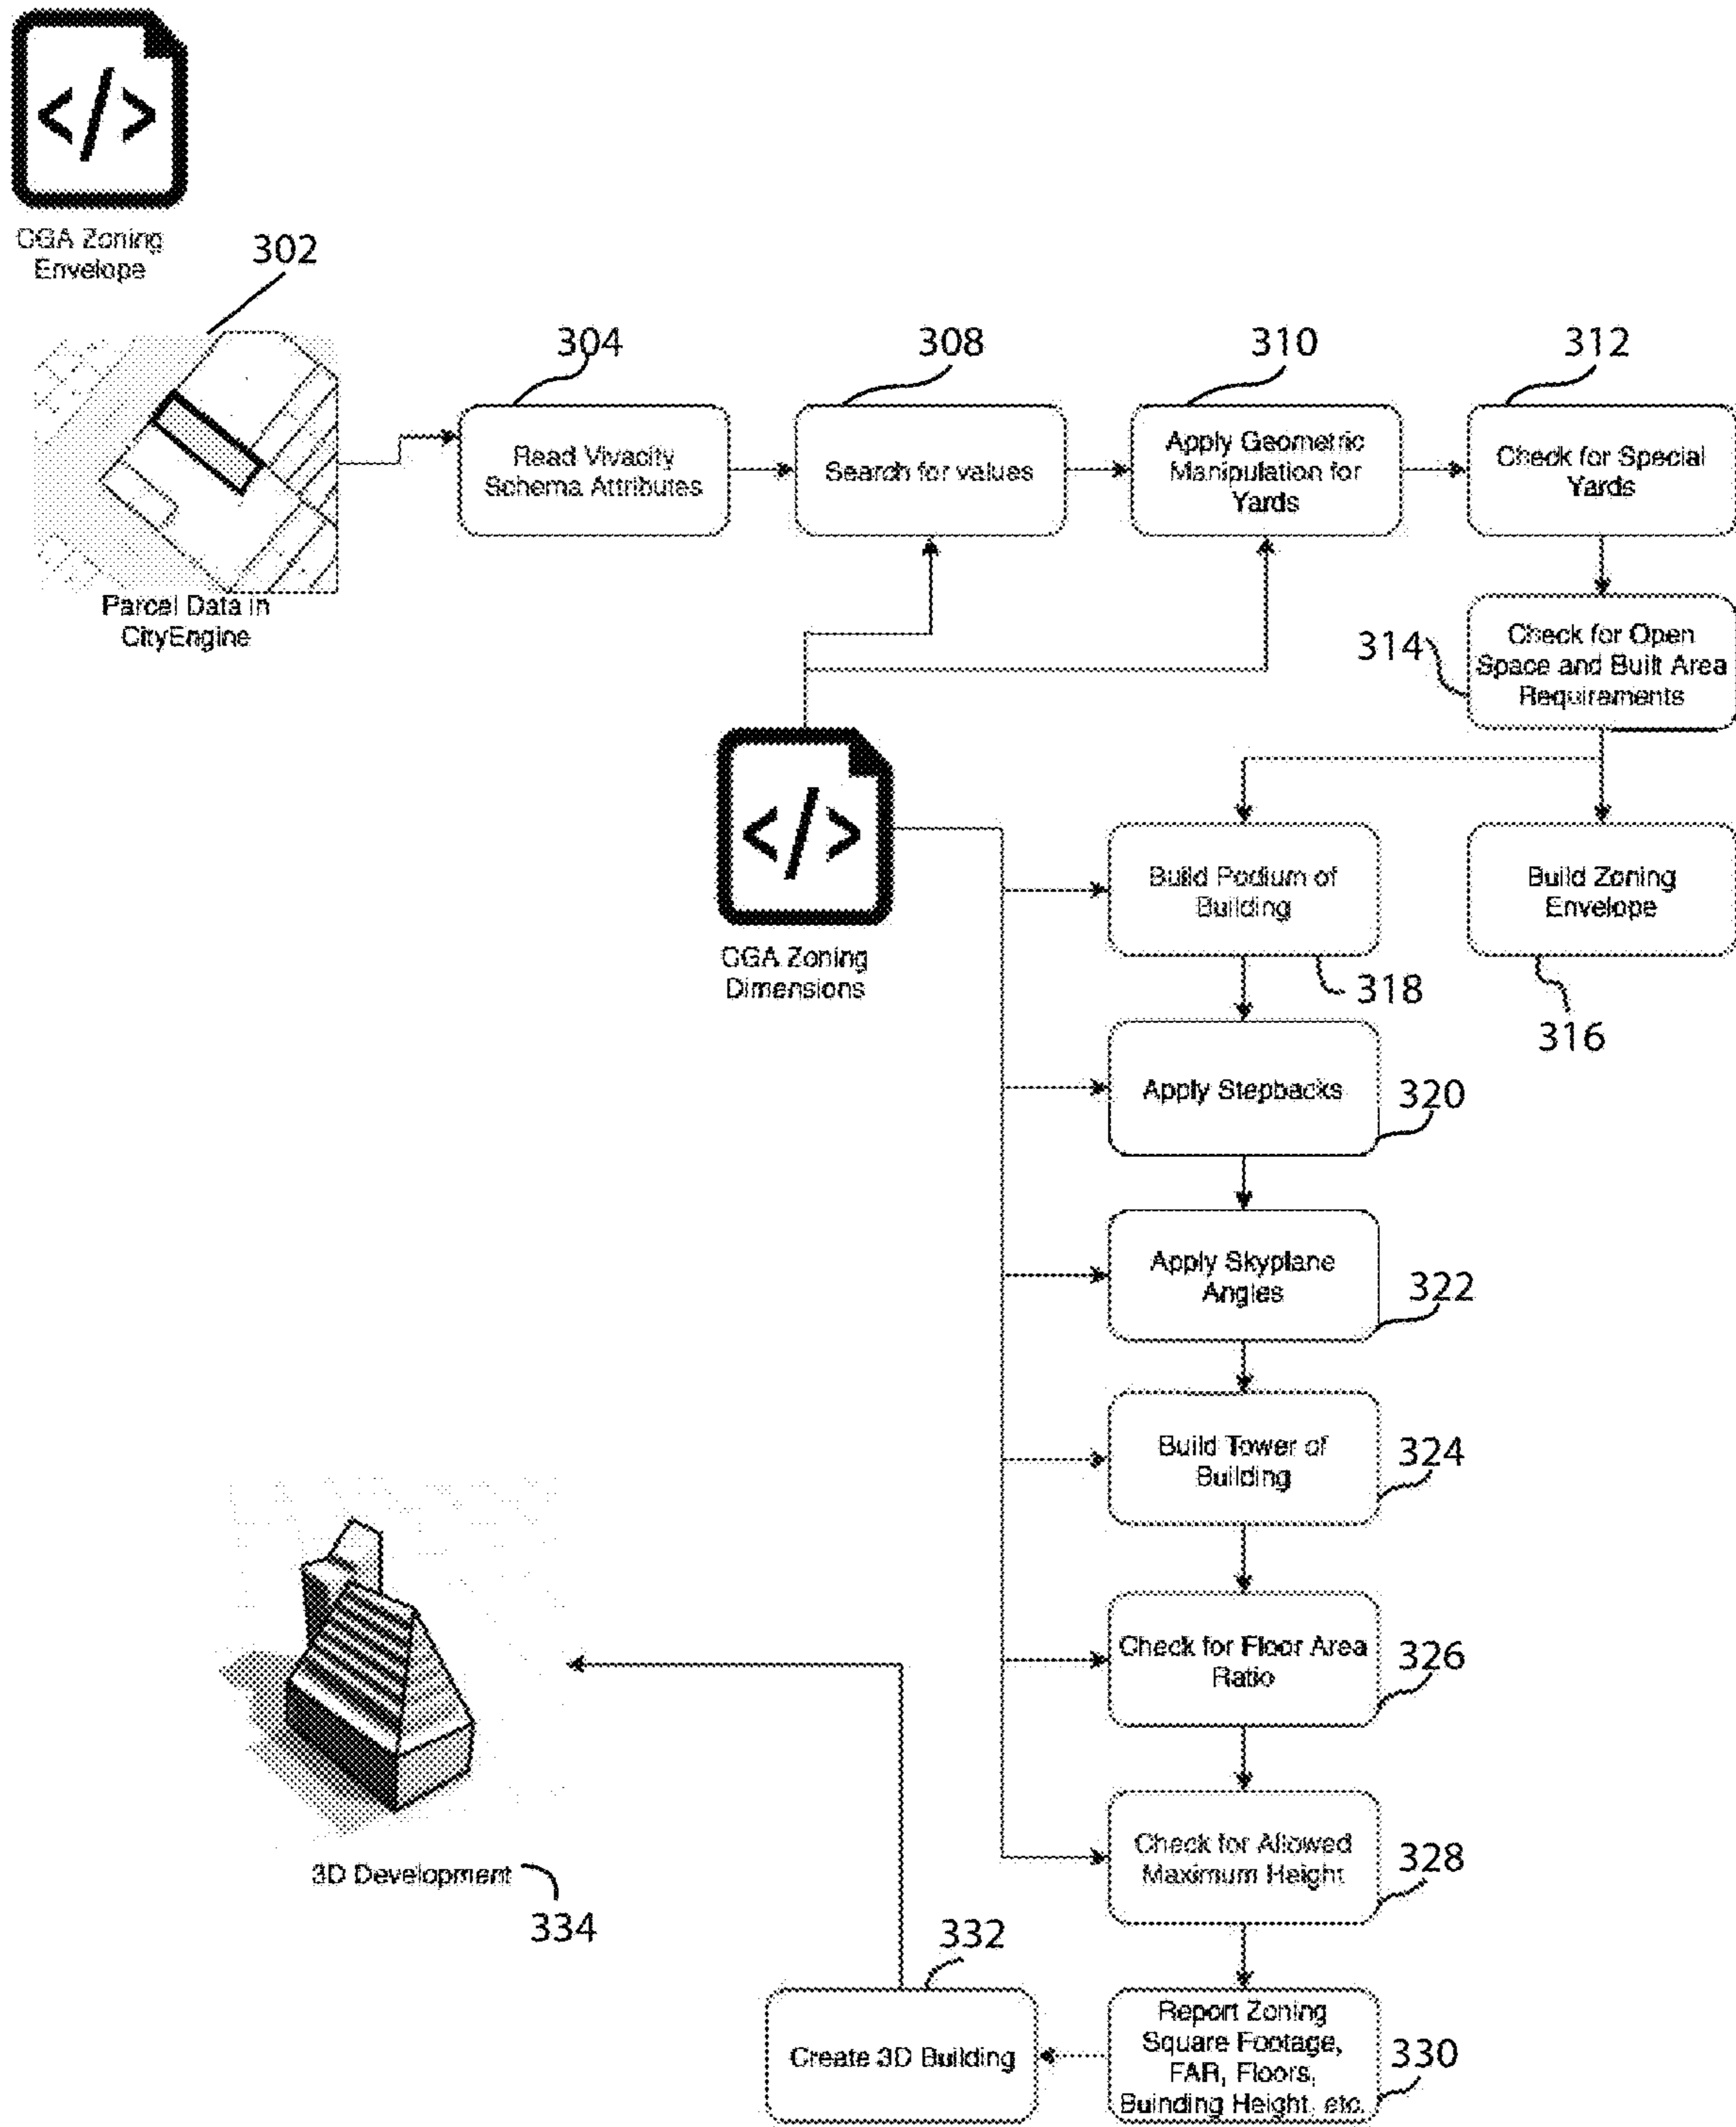 </>
CGA Zoning
Envelope
302
304
308
310
312
Read Vivacity
Schema Attributes
Search for values
Apply Geometric
Manipulation for
Yards
Check for Special
Yards
Parcel Data in
CityEngine
314
Check for Open
Space and Built Area
Requirements
</>
CGA Zoning
Dimensions
Build Podium of
Building
318
Build Zoning
Envelope
316
Apply Stepbacks
320
Apply Skyplane
Angles
322
Build Tower of
Building
324
Check for Floor Area
Ratio
326
Check for Allowed
Maximum Height
328
3D Development
334
332
Create 3D Building
Report Zoning
Square Footage,
FAR, Floors,
Buinding Height, etc.
330